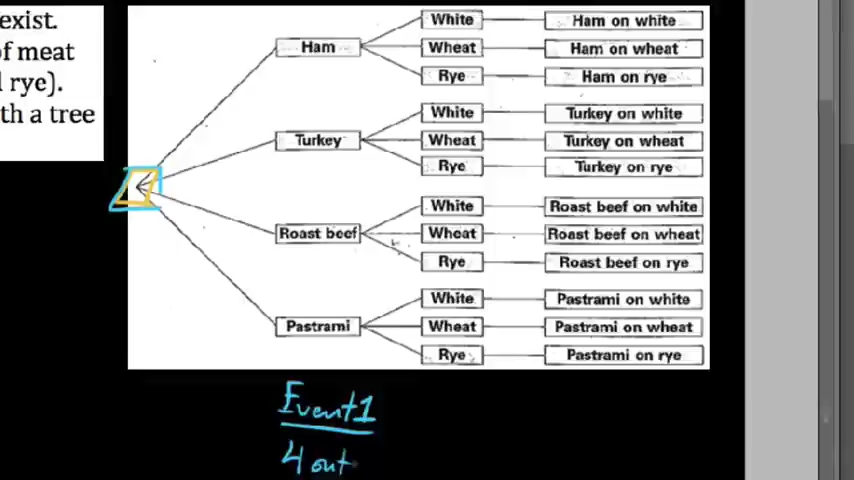 exist.
of meat
rye).
th a tree
White
Ham on white
Ham
Wheat
Ham on wheat
Rye
Ham on rye
White
Turkey on white
Turkey
Wheat
Turkey on wheat
Rye
Turkey on rye
White
Roast beef on white
Roast beef
Wheat
Roast beef on wheat
Rye
Roast beef on rye
White
Pastrami on white
Pastrami
Wheat
Pastrami on wheat
Rye
Pastrami on rye
Event 1
4 out